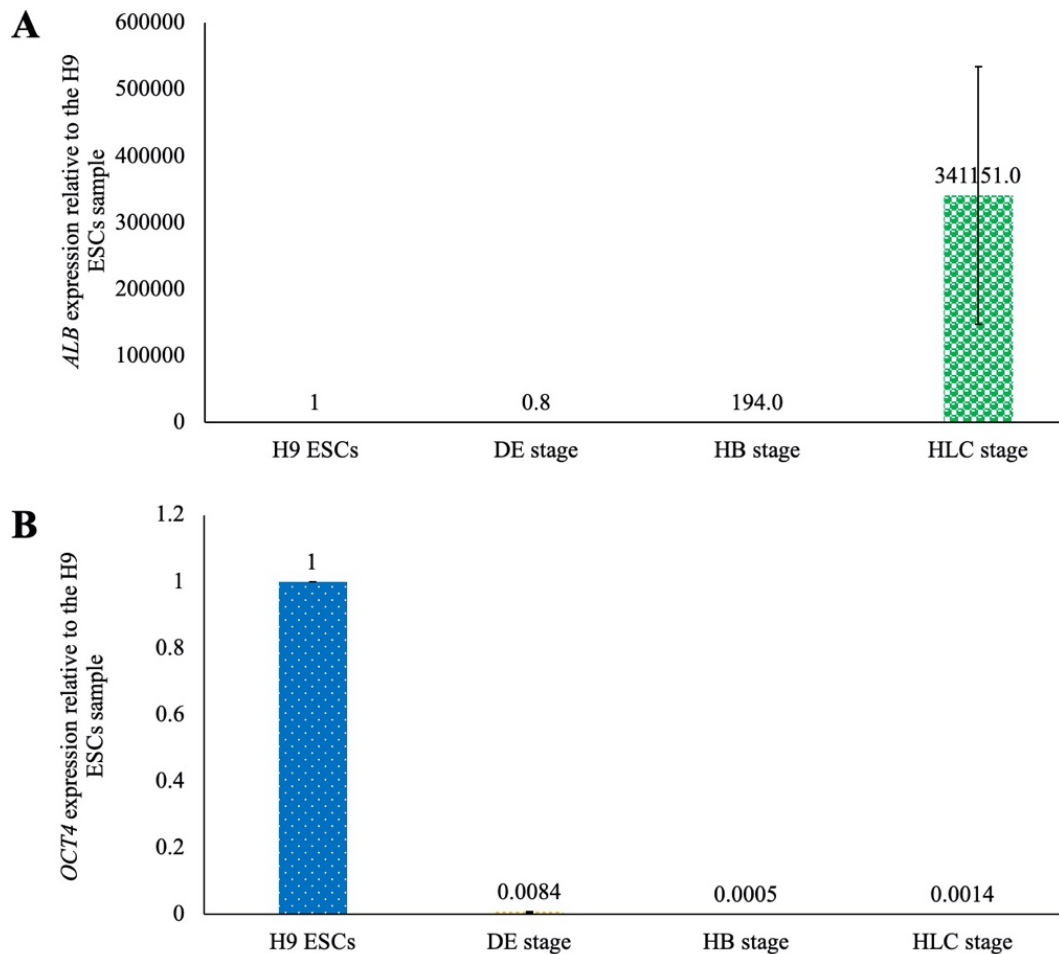 A
ALB expression relative to the H9
ESCs sample
600000
500000
400000
300000
200000
100000
0
1
0.8
194.0
341151.0
H9 ESCs
DE stage
HB stage
HLC stage
B
OCT4 expression relative to the H9
ESCs sample
1.2
1
0.8
0.6
0.4
0.2
0
1
0.0084
0.0005
0.0014
H9 ESCs
DE stage
HB stage
HLC stage